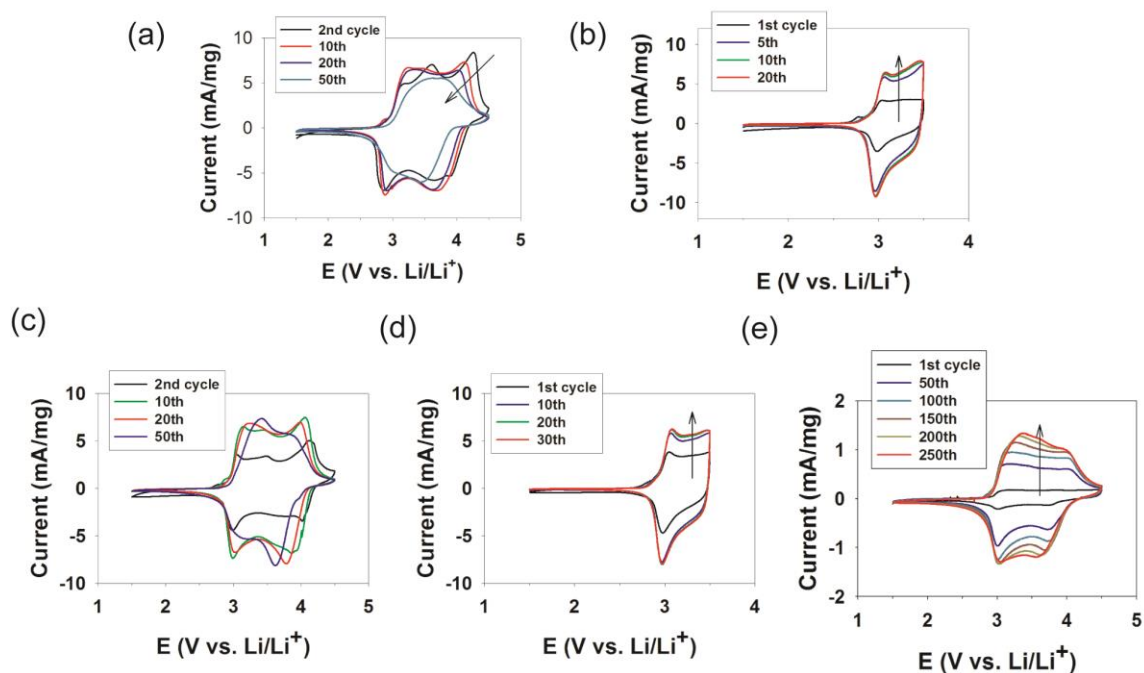 (a)
2nd cycle
10th
20th
50th
Current (mA/mg)
10
5
0
-5
-10
1 2 3 4 5
E (V vs. Li/Li+)
(b)
1st cycle
5th
10th
20th
Current (mA/mg)
10
5
0
-5
-10
1 2 3 4
E (V vs. Li/Li+)
(c)
2nd cycle
10th
20th
50th
Current (mA/mg)
10
5
0
-5
-10
1 2 3 4 5
E (V vs. Li/Li+)
(d)
1st cycle
10th
20th
30th
Current (mA/mg)
10
5
0
-5
-10
1 2 3 4
E (V vs. Li/Li+)
(e)
1st cycle
50th
100th
150th
200th
250th
Current (mA/mg)
2
1
0
-1
-2
1 2 3 4 5
E (V vs. Li/Li+)